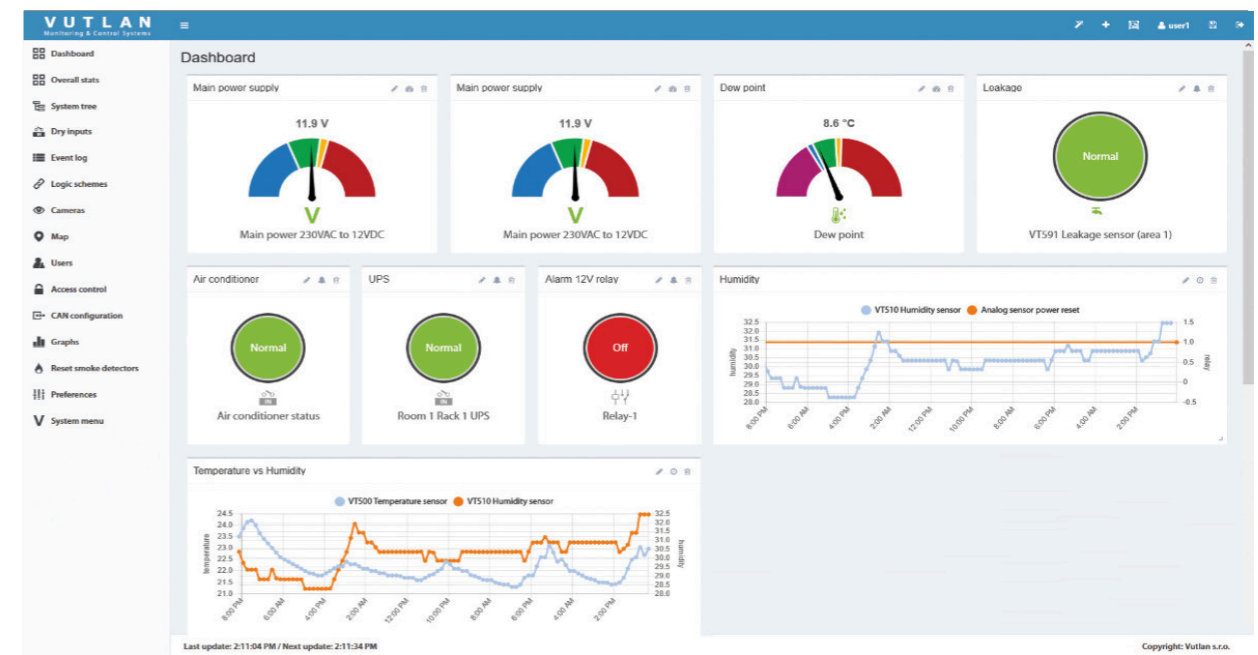 VUTLAN
Monitoring & Control Systems
user1
Dashboard
Overall stats
System tree
Dry inputs
Event log
Logic schemes
Cameras
Map
Users
Access control
CAN configuration
Graphs
Reset smoke detectors
Preferences
V System menu
Dashboard
Main power supply
11.9 V
V
Main power 230VAC to 12VDC
Main power supply
11.9 V
V
Main power 230VAC to 12VDC
Dew point
8.6 °C
Dew point
Leakage
Normal
VT591 Leakage sensor (area 1)
Air conditioner
Normal
IN
Air conditioner status
UPS
Normal
IN
Room 1 Rack 1 UPS
Alarm 12V relay
Off
Relay-1
Humidity
VT510 Humidity sensor Analog sensor power reset
humidity
32.5
32.0
31.5
31.0
30.5
30.0
29.5
29.0
28.5
28.0
1.5
1.0
0.5
0
-0.5
relay
8:00 PM 6:00 AM 4:00 PM 2:00 AM 12:00 PM 10:00 PM 8:00 AM 6:00 PM 4:00 AM 2:00 PM
Temperature vs Humidity
VT500 Temperature sensor VT510 Humidity sensor
temperature
24.5
24.0
23.5
23.0
22.5
22.0
21.5
21.0
32.5
32.0
31.5
31.0
30.5
30.0
29.5
29.0
28.5
28.0
humidity
8:00 PM 6:00 AM 4:00 PM 2:00 AM 12:00 PM 10:00 PM 8:00 AM 6:00 PM 4:00 AM 2:00 PM
Last update: 2:11:04 PM / Next update: 2:11:34 PM
Copyright: Vutlan s.r.o.